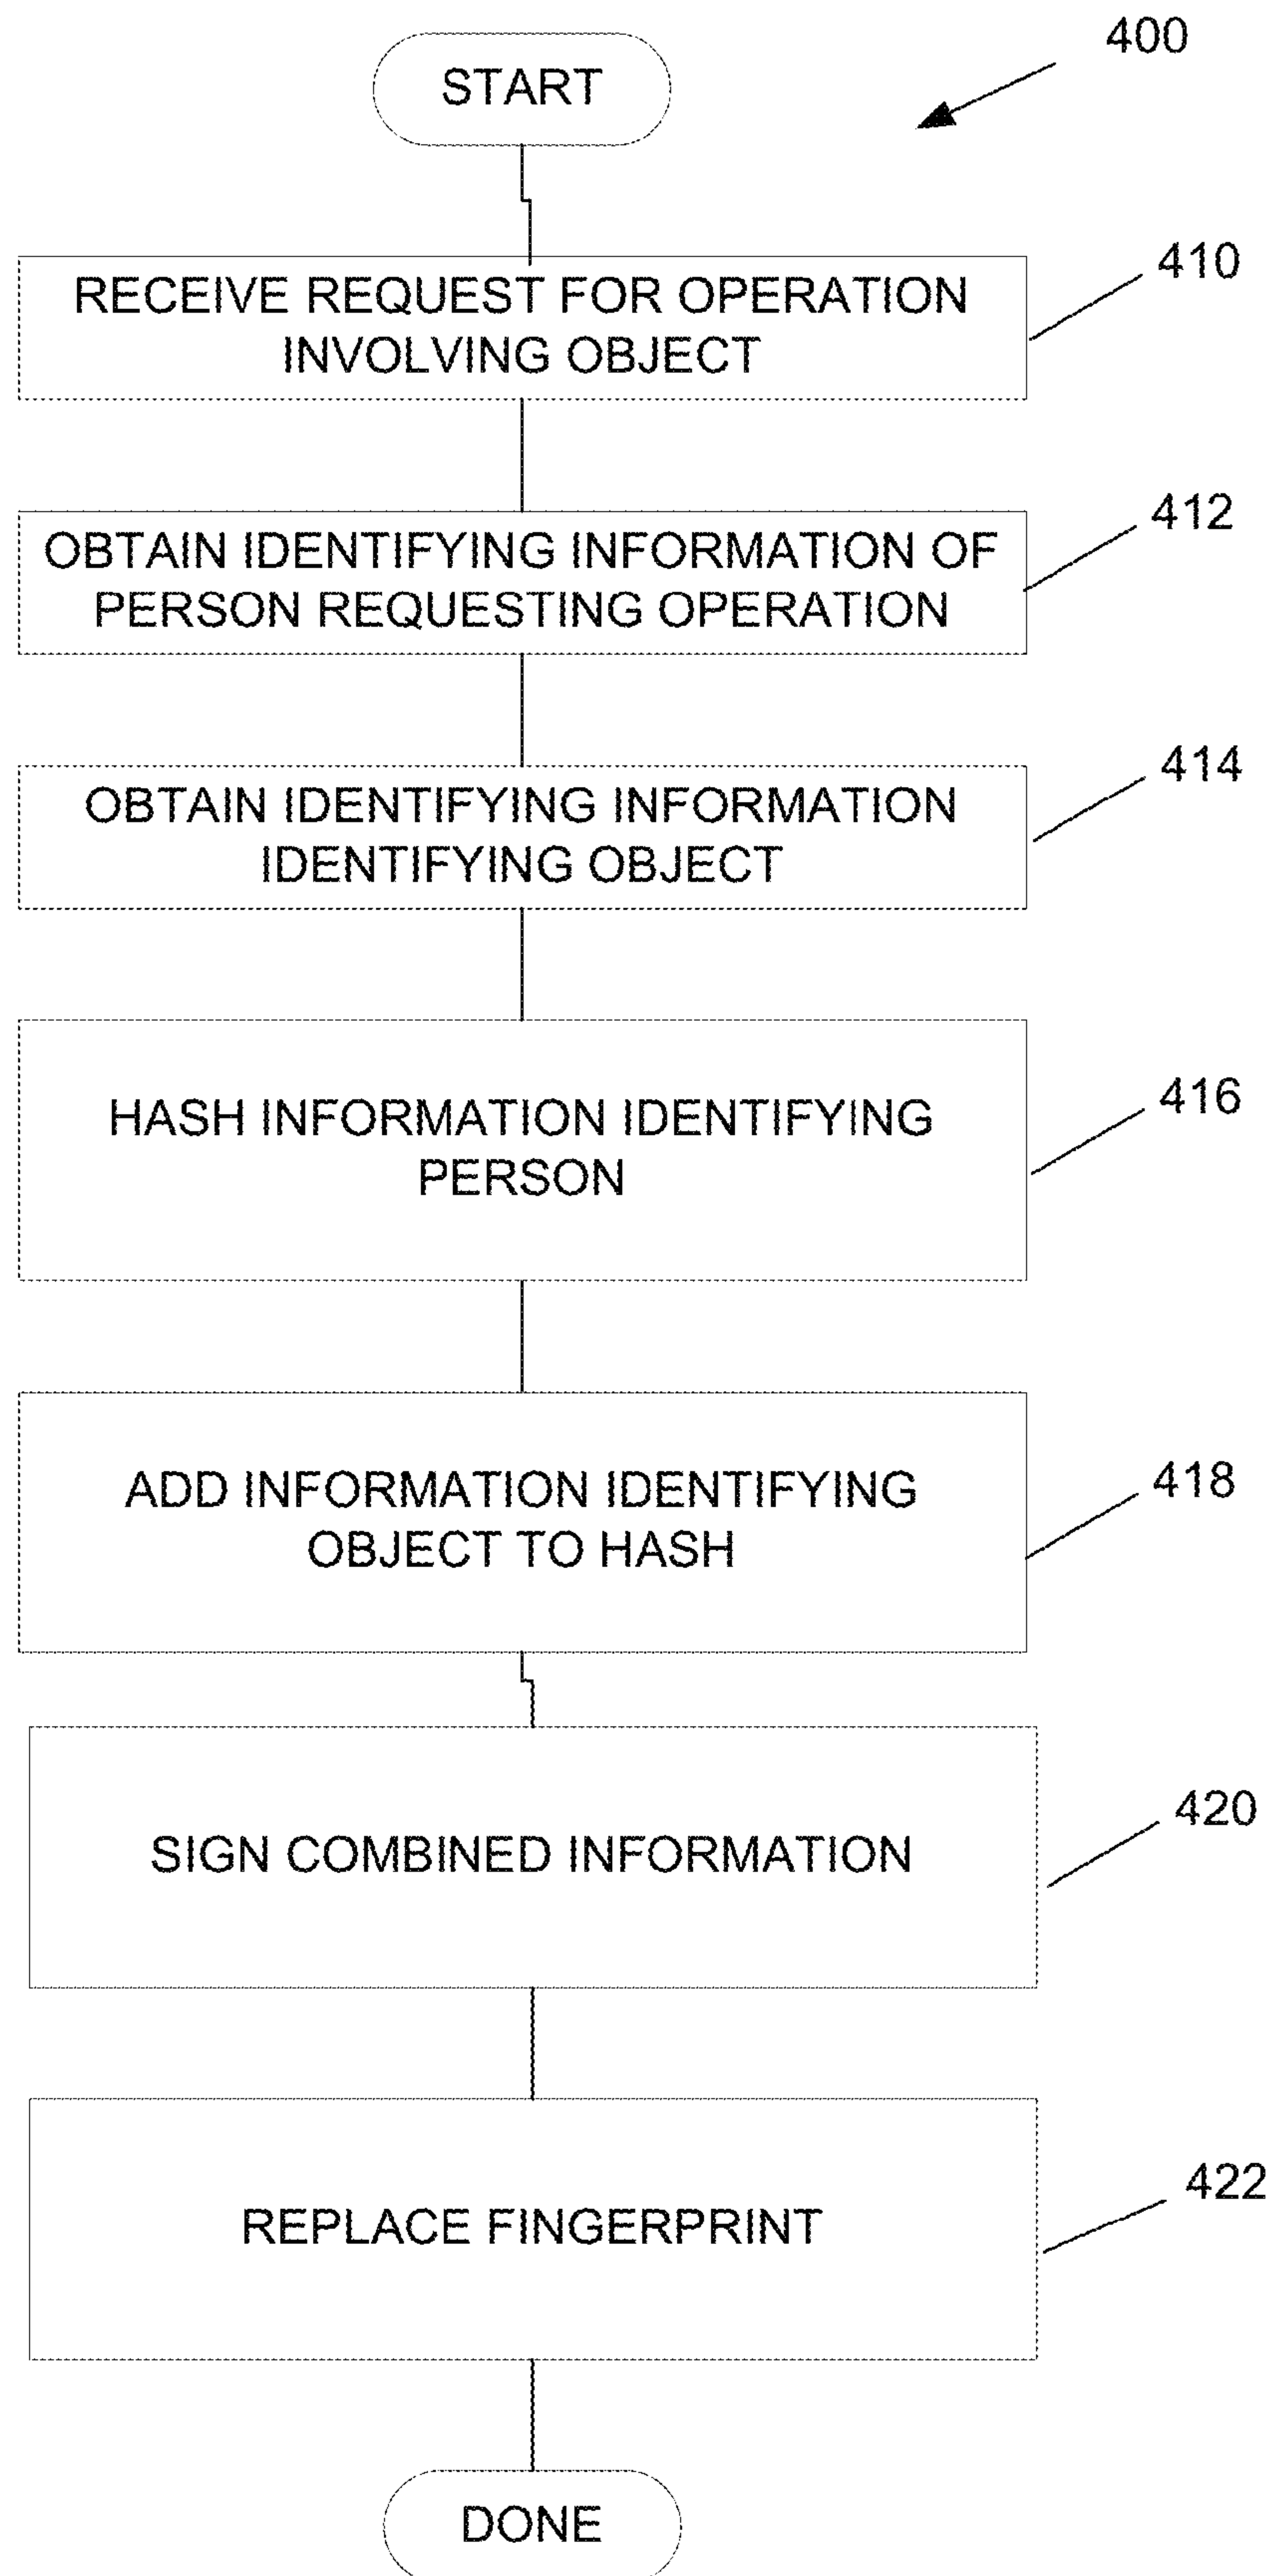 400
START
RECEIVE REQUEST FOR OPERATION
INVOLVING OBJECT
410
OBTAIN IDENTIFYING INFORMATION OF
PERSON REQUESTING OPERATION
412
OBTAIN IDENTIFYING INFORMATION
IDENTIFYING OBJECT
414
HASH INFORMATION IDENTIFYING
PERSON
416
ADD INFORMATION IDENTIFYING
OBJECT TO HASH
418
SIGN COMBINED INFORMATION
420
REPLACE FINGERPRINT
422
DONE